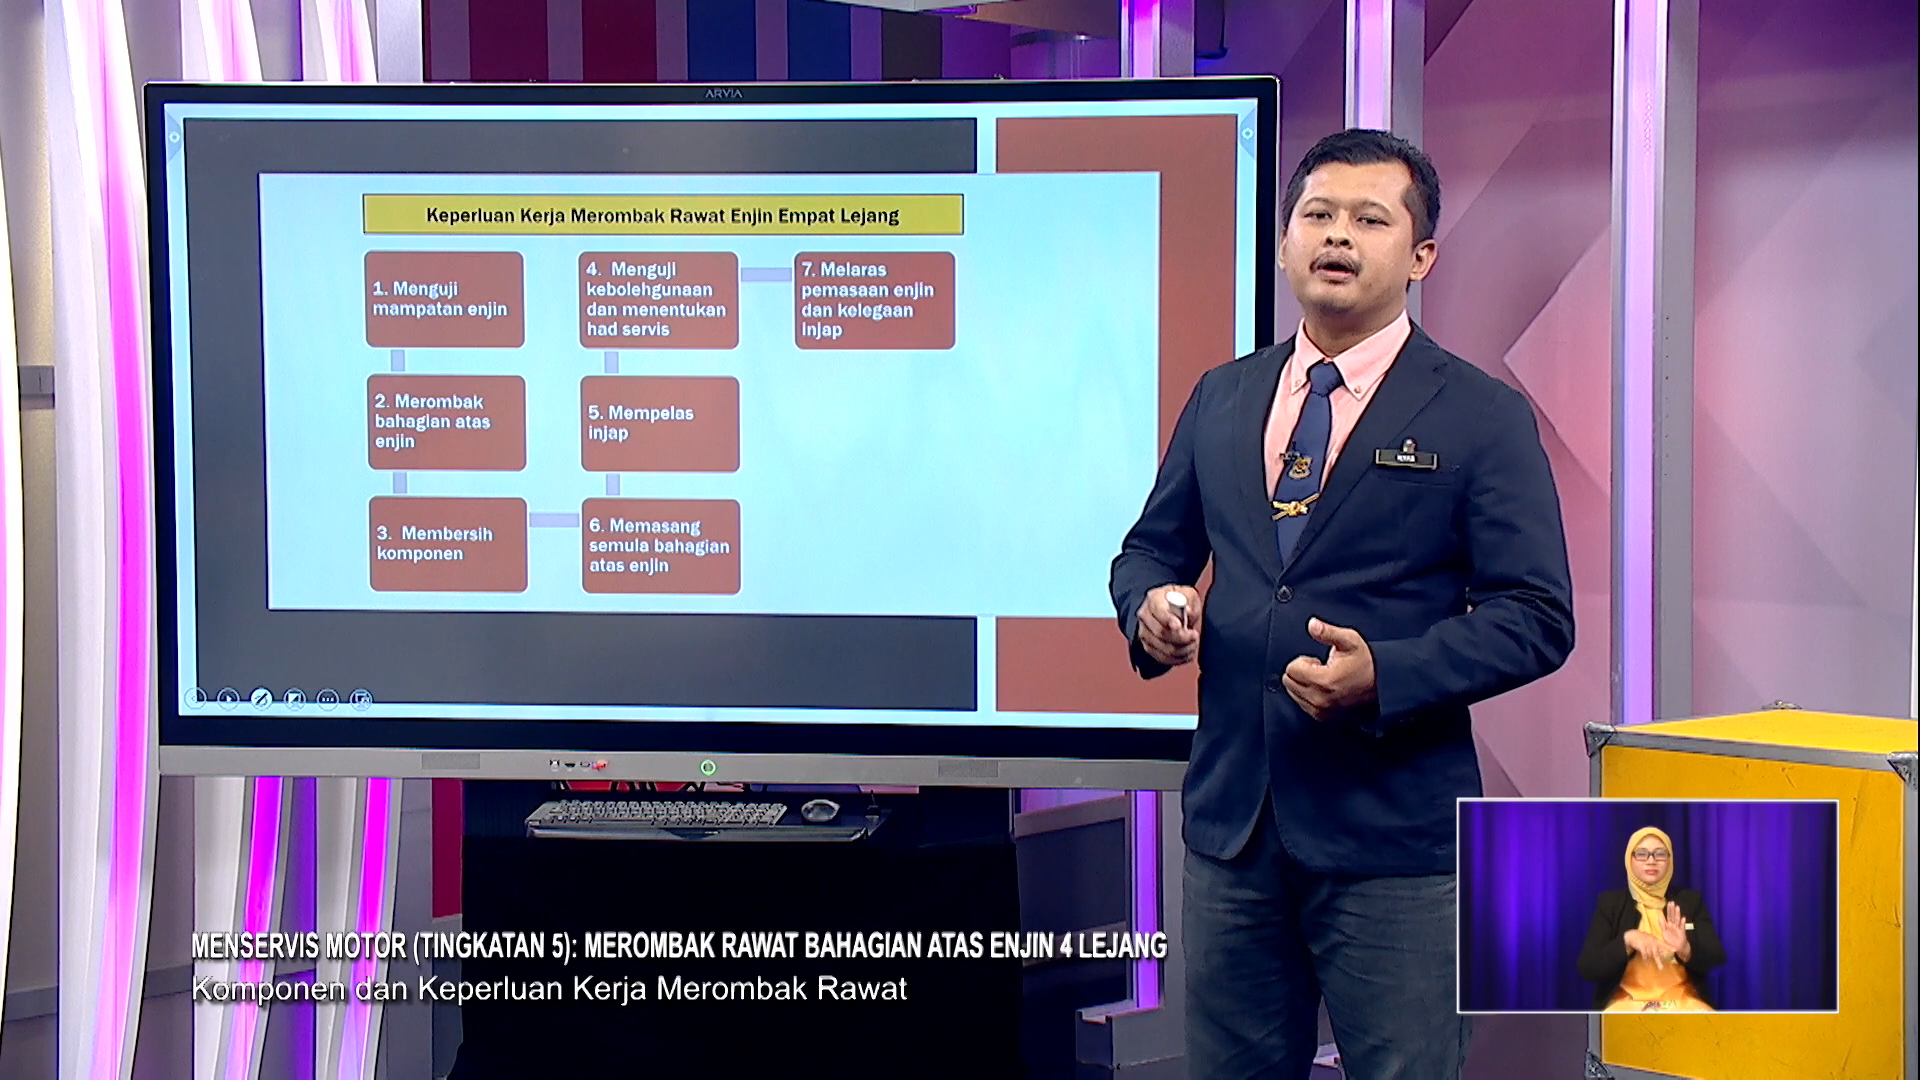 ARVIA
Keperluan Kerja Merombak Rawat Enjin Empat Lejang
1. Menguji
mampatan enjin
2. Merombak
bahagian atas
enjin
3. Membersih
komponen
4. Menguji
kebolehgunaan
dan menentukan
had servis
5. Mempelas
injap
6. Memasang
semula bahagian
atas enjin
7. Melaras
pemasaan enjin
dan kelegaan
Injap
MENSERVIS MOTOR (TINGKATAN 5): MEROMBAK RAWAT BAHAGIAN ATAS ENJIN 4 LEJANG
Komponen dan Keperluan Kerja Merombak Rawat